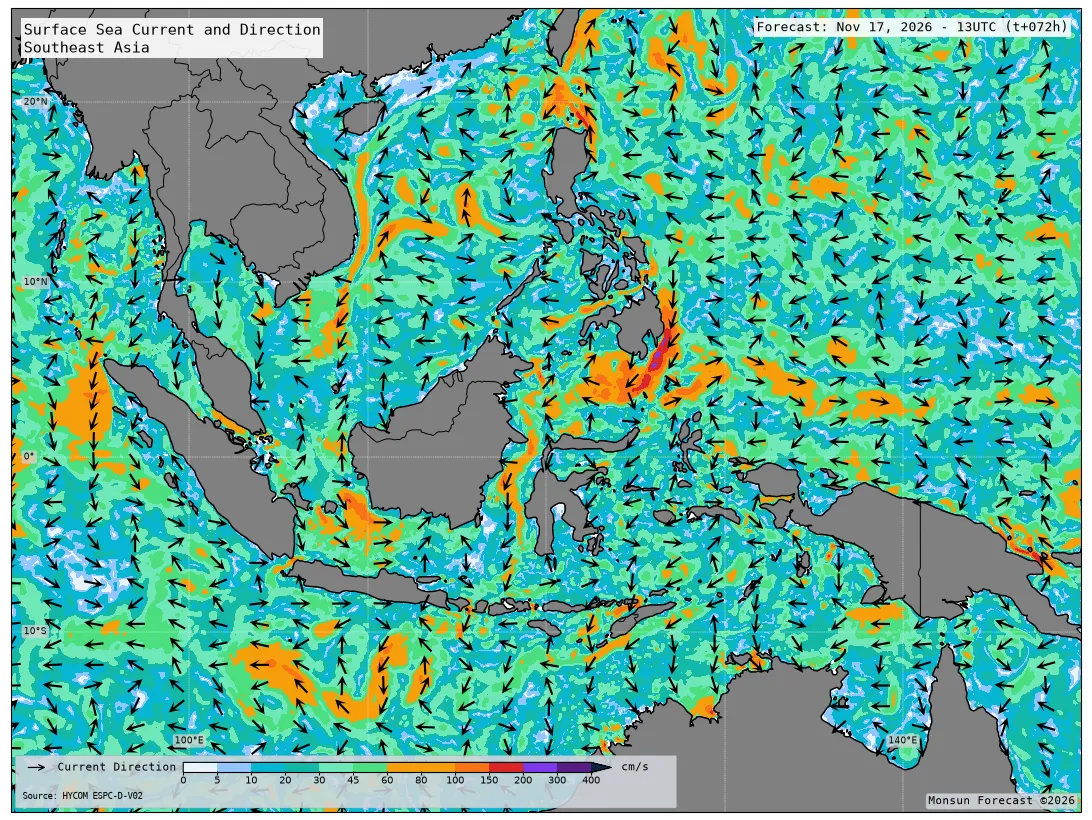 Surface Sea Current and Direction
Southeast Asia
Forecast: Nov 17, 2026 - 13UTC (t+072h)
20°N
10°N
0°
10°S
100°E
140°E
Current Direction
0 5 10 20 30 45 60 80 100 150 200 300 400
cm/s
Source: HYCOM ESPC-D-V02
Monsun Forecast ©2026